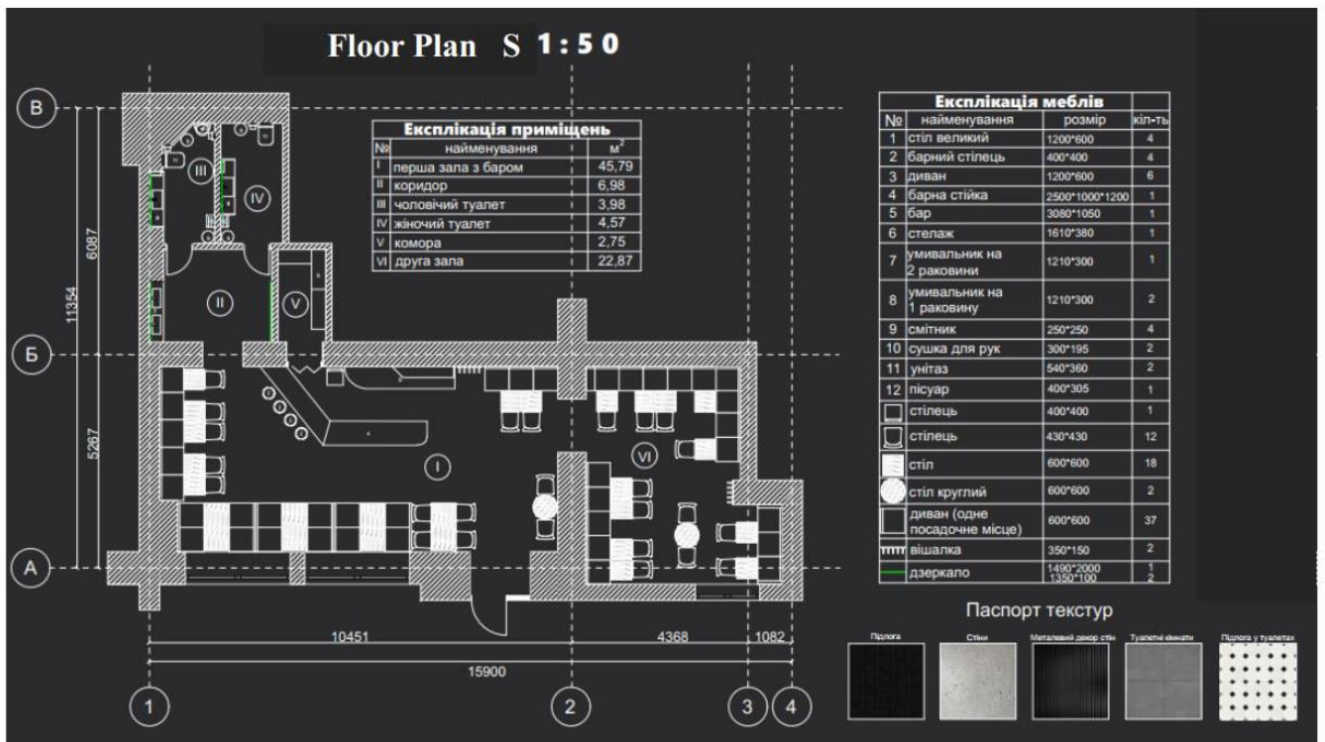 Floor Plan S 1:50
В
Б
А
6087
11354
5267
Експлікація приміщень
№ найменування м²
I перша зала з баром 45,79
II коридор 6,98
III чоловічий туалет 3,98
IV жіночий туалет 4,57
V комора 2,75
VI друга зала 22,87
III
IV
II
V
I
VI
10451 4368 1082
15900
1 2 3 4
Експлікація меблів
№ найменування розмір кіл-ть
1 стіл великий 1200*600 4
2 барний стілець 400*400 4
3 диван 1200*600 6
4 барна стійка 2500*1000*1200 1
5 бар 3080*1050 1
6 стелаж 1610*380 1
7 умивальник на
2 раковини 1210*300 1
8 умивальник на
1 раковину 1210*300 2
9 смітник 250*250 4
10 сушка для рук 300*195 2
11 унітаз 540*360 2
12 пісуар 400*305 1
стілець 400*400 1
стілець 430*430 12
стіл 600*600 18
стіл круглий 600*600 2
диван (одне
посадочне місце) 600*600 37
вішалка 350*150 2
дзеркало 1490*2000 1
1350*100 2
Паспорт текстур
Підлога Стіни Металевий декор стін Туалетні кімнати Підлога у туалетах